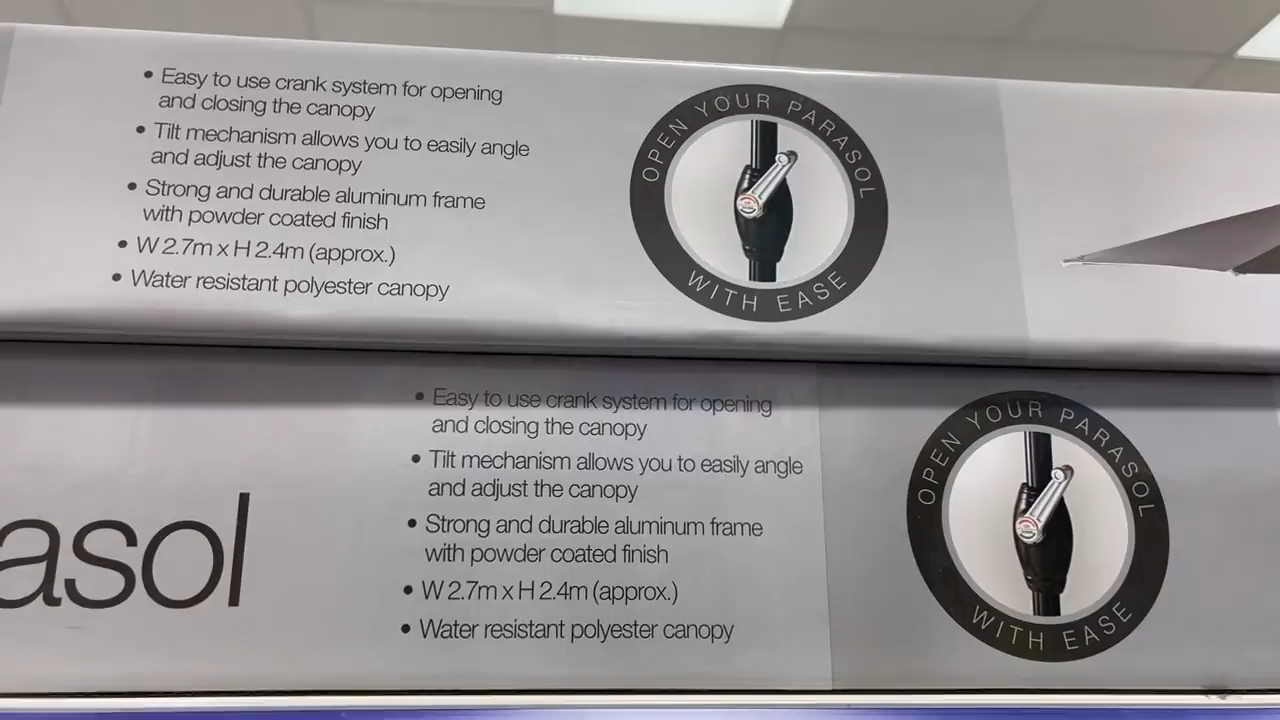 • Easy to use crank system for opening
and closing the canopy
• Tilt mechanism allows you to easily angle
and adjust the canopy
• Strong and durable aluminum frame
with powder coated finish
• W 2.7m x H 2.4m (approx.)
• Water resistant polyester canopy
OPEN YOUR PARASOL
WITH EASE
asol
• Easy to use crank system for opening
and closing the canopy
• Tilt mechanism allows you to easily angle
and adjust the canopy
• Strong and durable aluminum frame
with powder coated finish
• W 2.7m x H 2.4m (approx.)
• Water resistant polyester canopy
OPEN YOUR PARASOL
WITH EASE